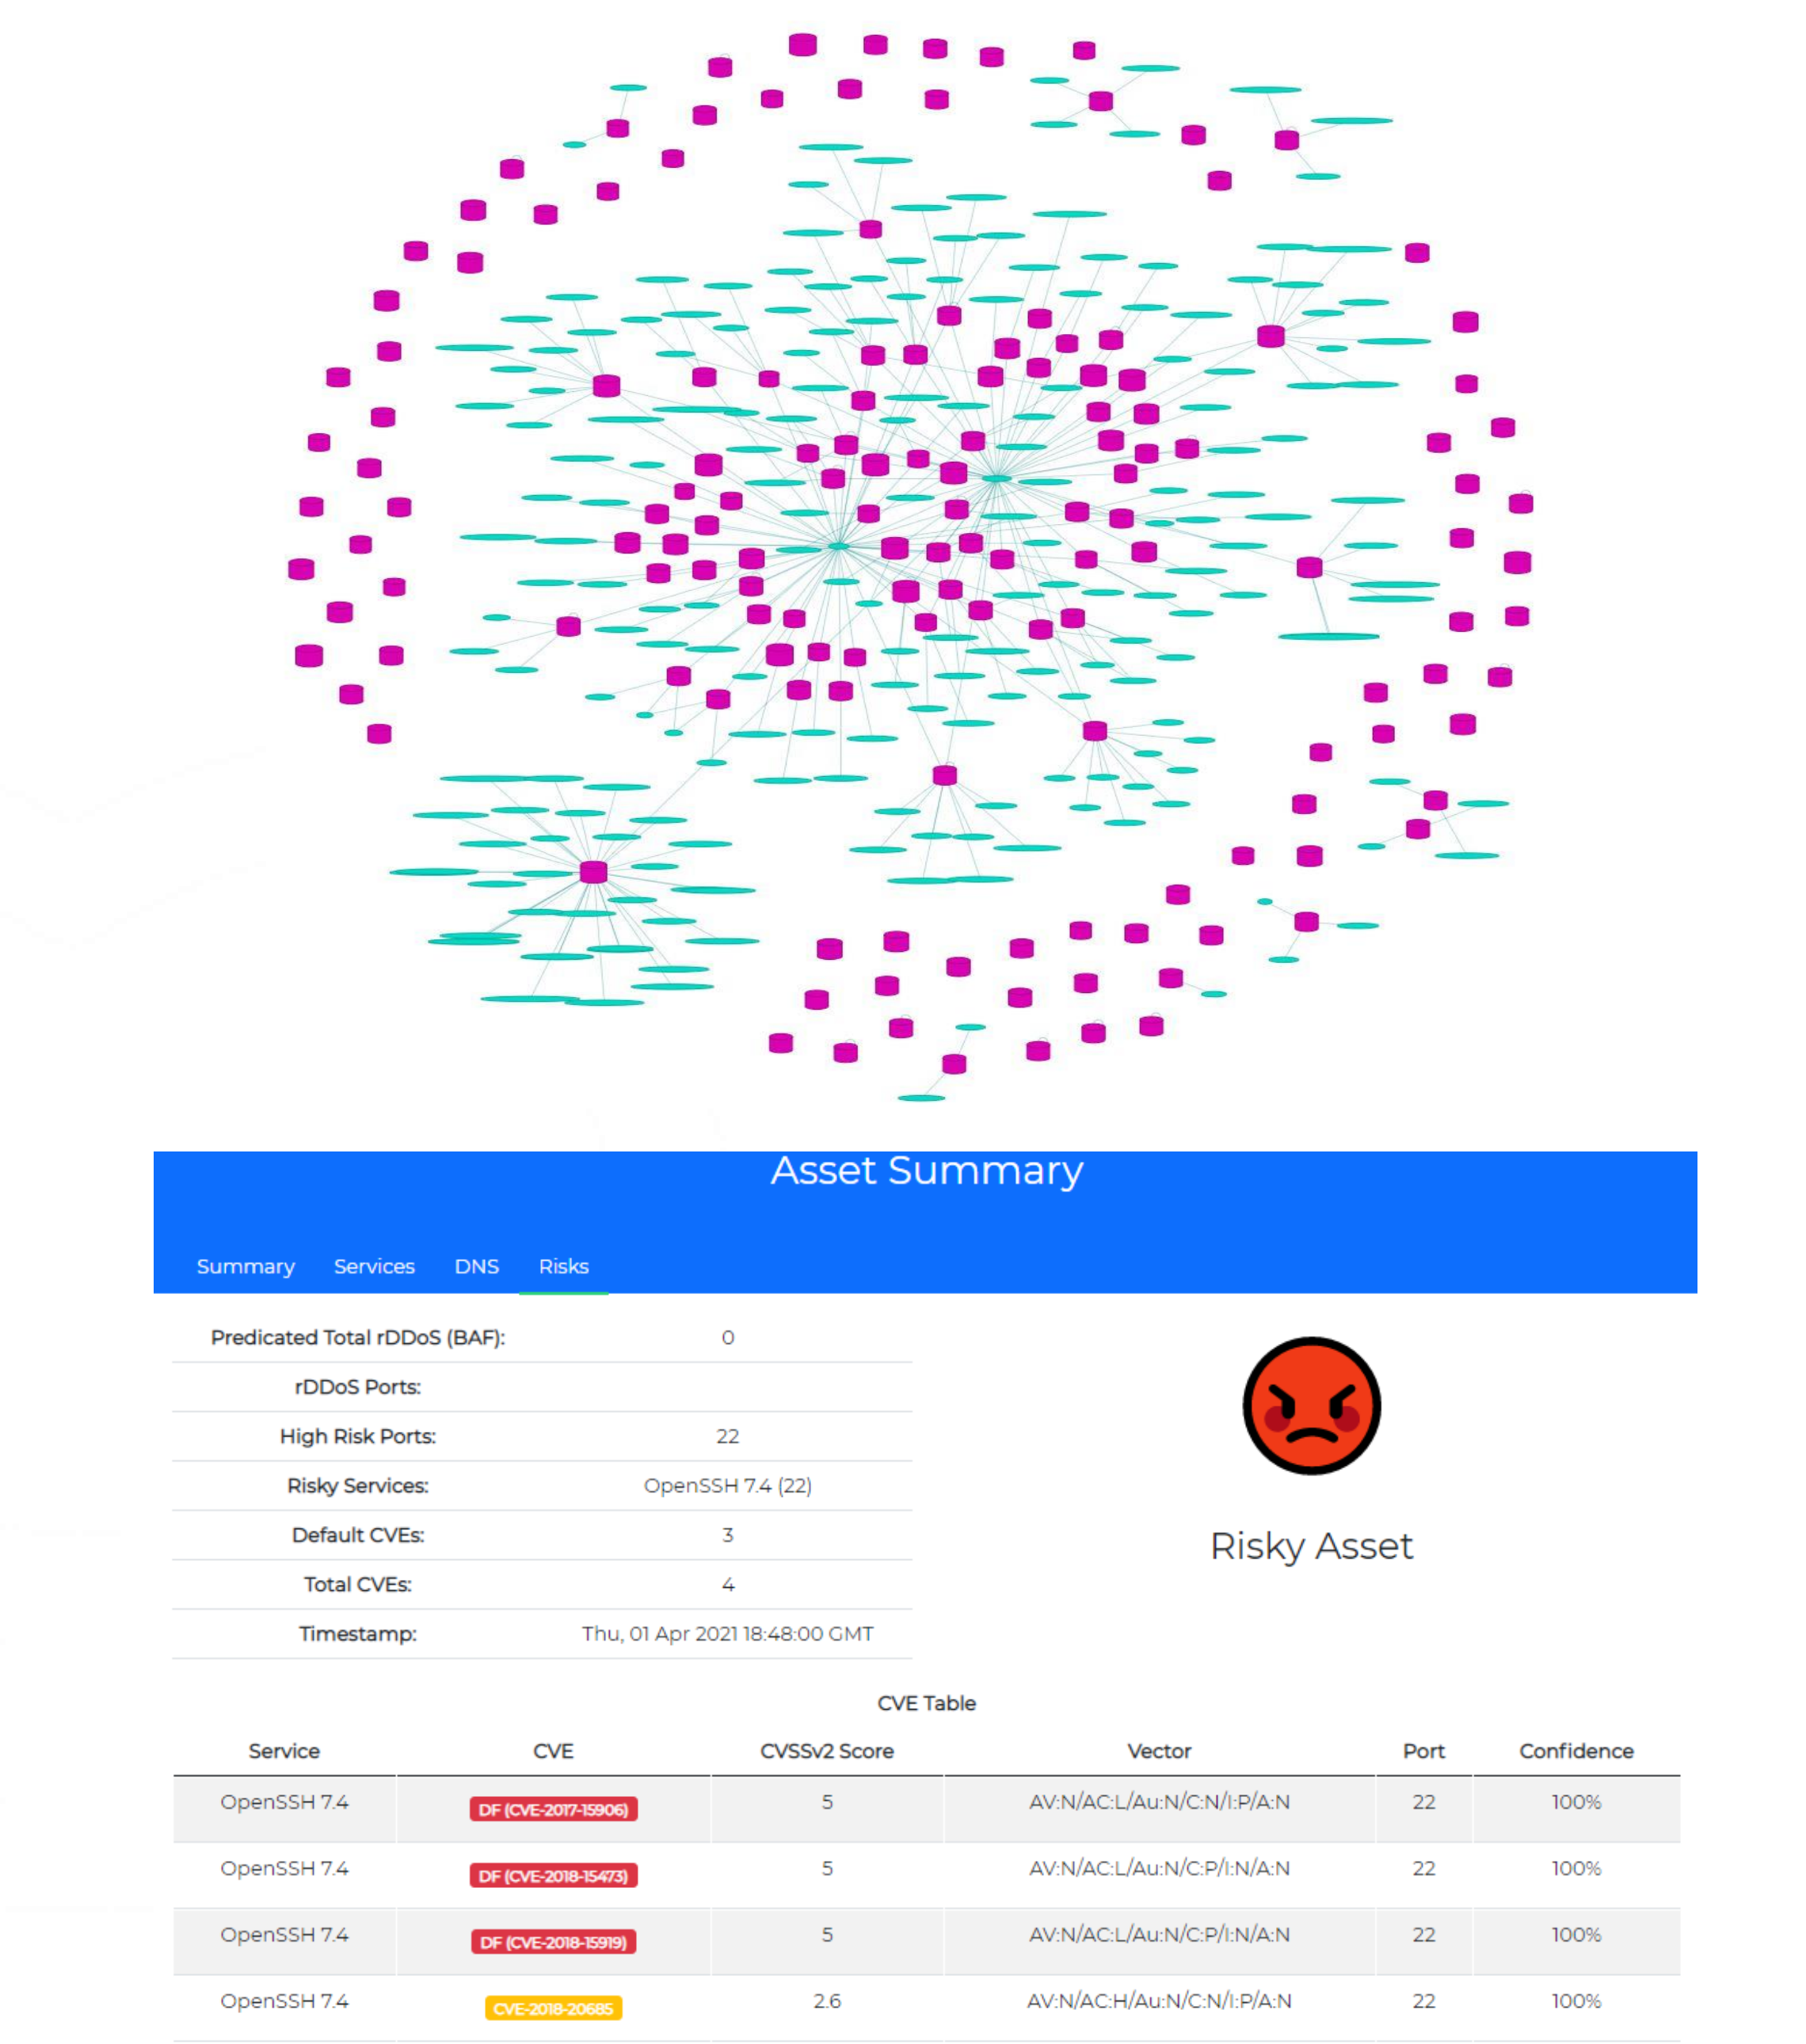 Asset Summary
Summary Services DNS Risks
Predicated Total rDDoS (BAF): 0
rDDoS Ports:
High Risk Ports: 22
Risky Services: OpenSSH 7.4 (22)
Default CVEs: 3
Total CVEs: 4
Timestamp: Thu, 01 Apr 2021 18:48:00 GMT
Risky Asset
CVE Table
Service CVE CVSSv2 Score Vector Port Confidence
OpenSSH 7.4 DF (CVE-2017-15906) 5 AV:N/AC:L/Au:N/C:N/I:P/A:N 22 100%
OpenSSH 7.4 DF (CVE-2018-15473) 5 AV:N/AC:L/Au:N/C:P/I:N/A:N 22 100%
OpenSSH 7.4 DF (CVE-2018-15919) 5 AV:N/AC:L/Au:N/C:P/I:N/A:N 22 100%
OpenSSH 7.4 CVE-2018-20685 2.6 AV:N/AC:H/Au:N/C:N/I:P/A:N 22 100%